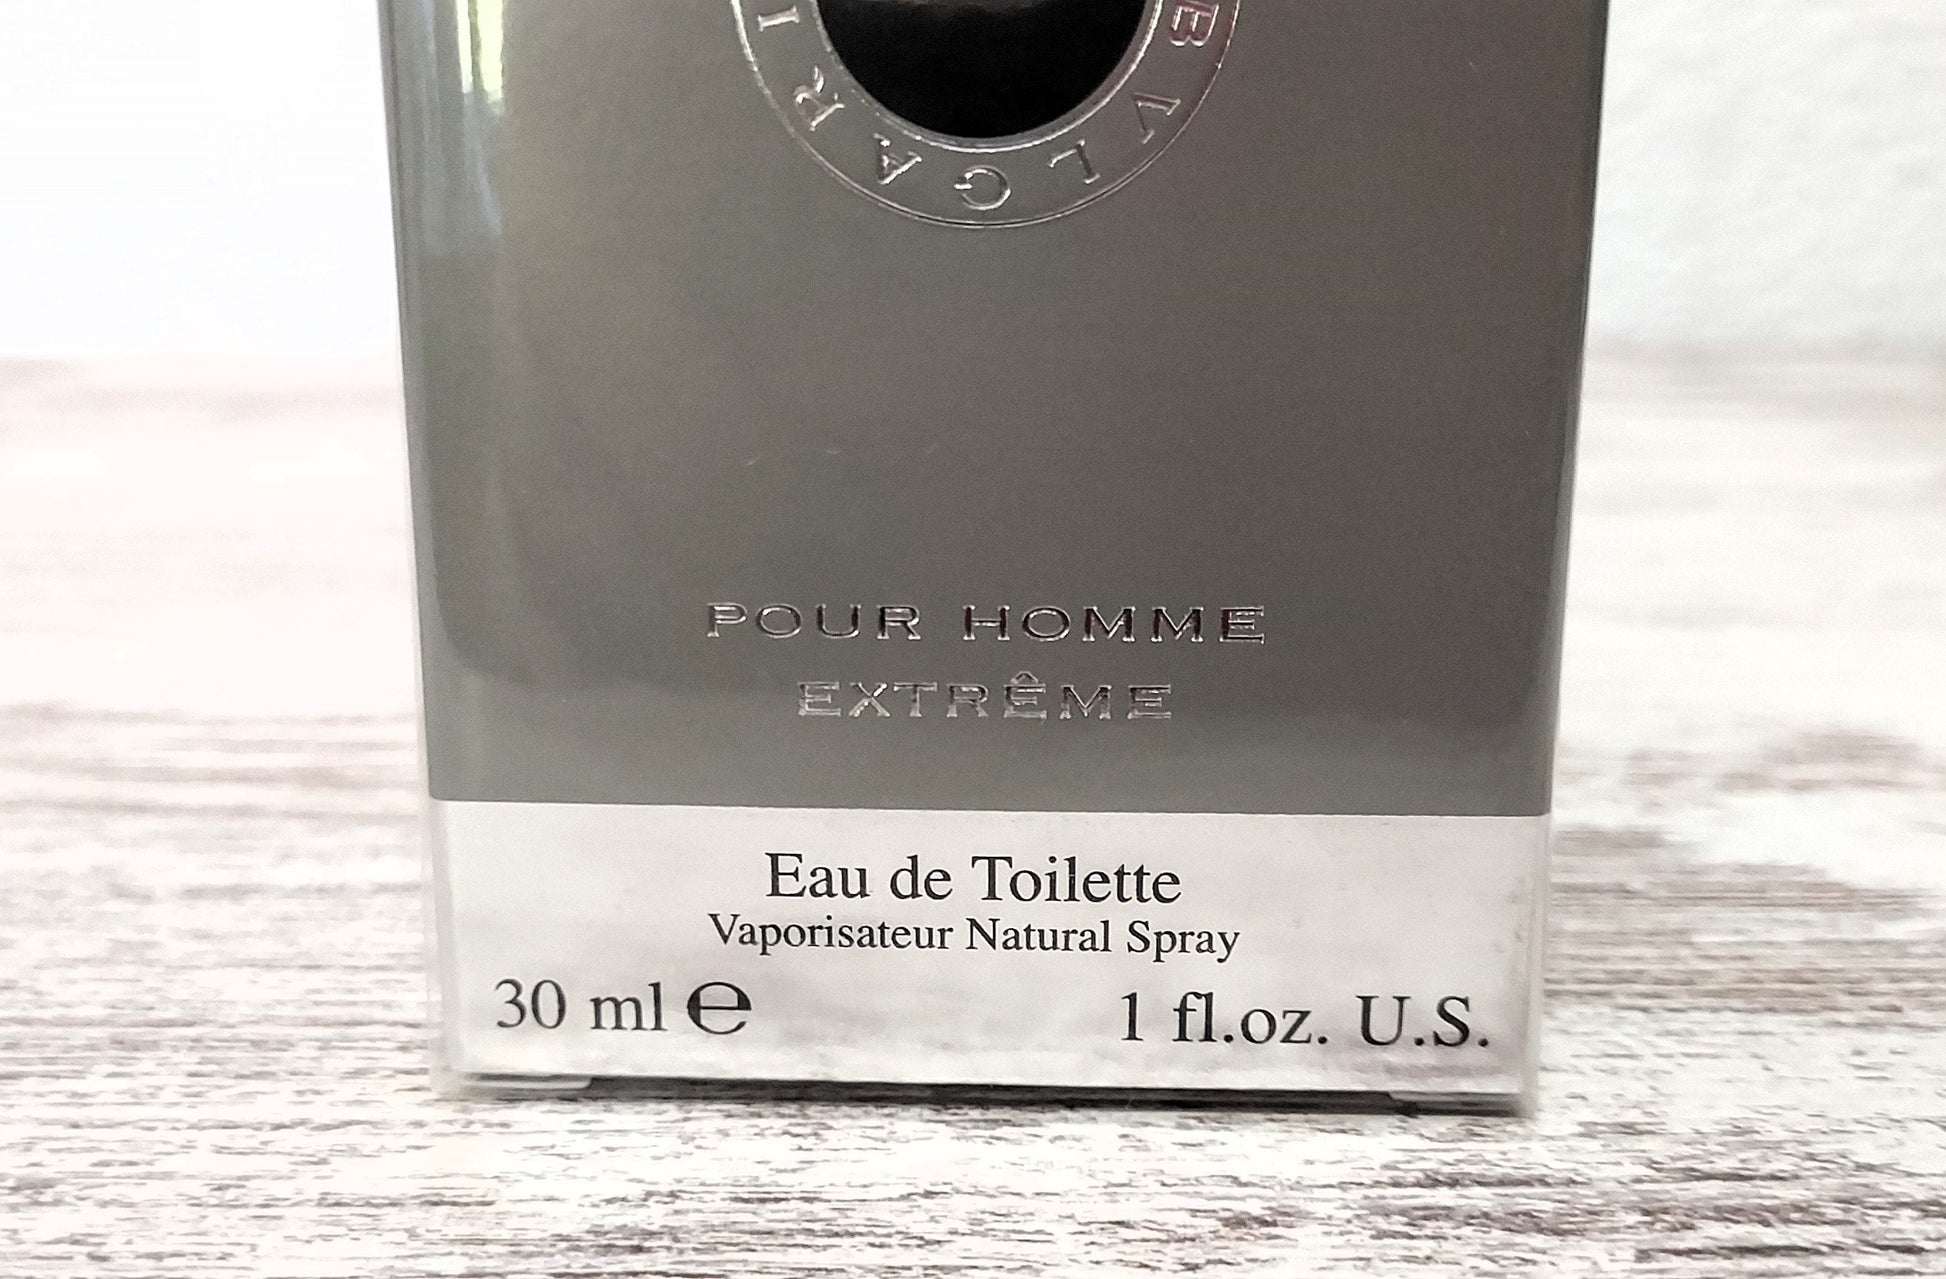 BVLGARI
POUR HOMME
EXTRÊME
Eau de Toilette
Vaporisateur Natural Spray
30 ml ℮
1 fl.oz. U.S.